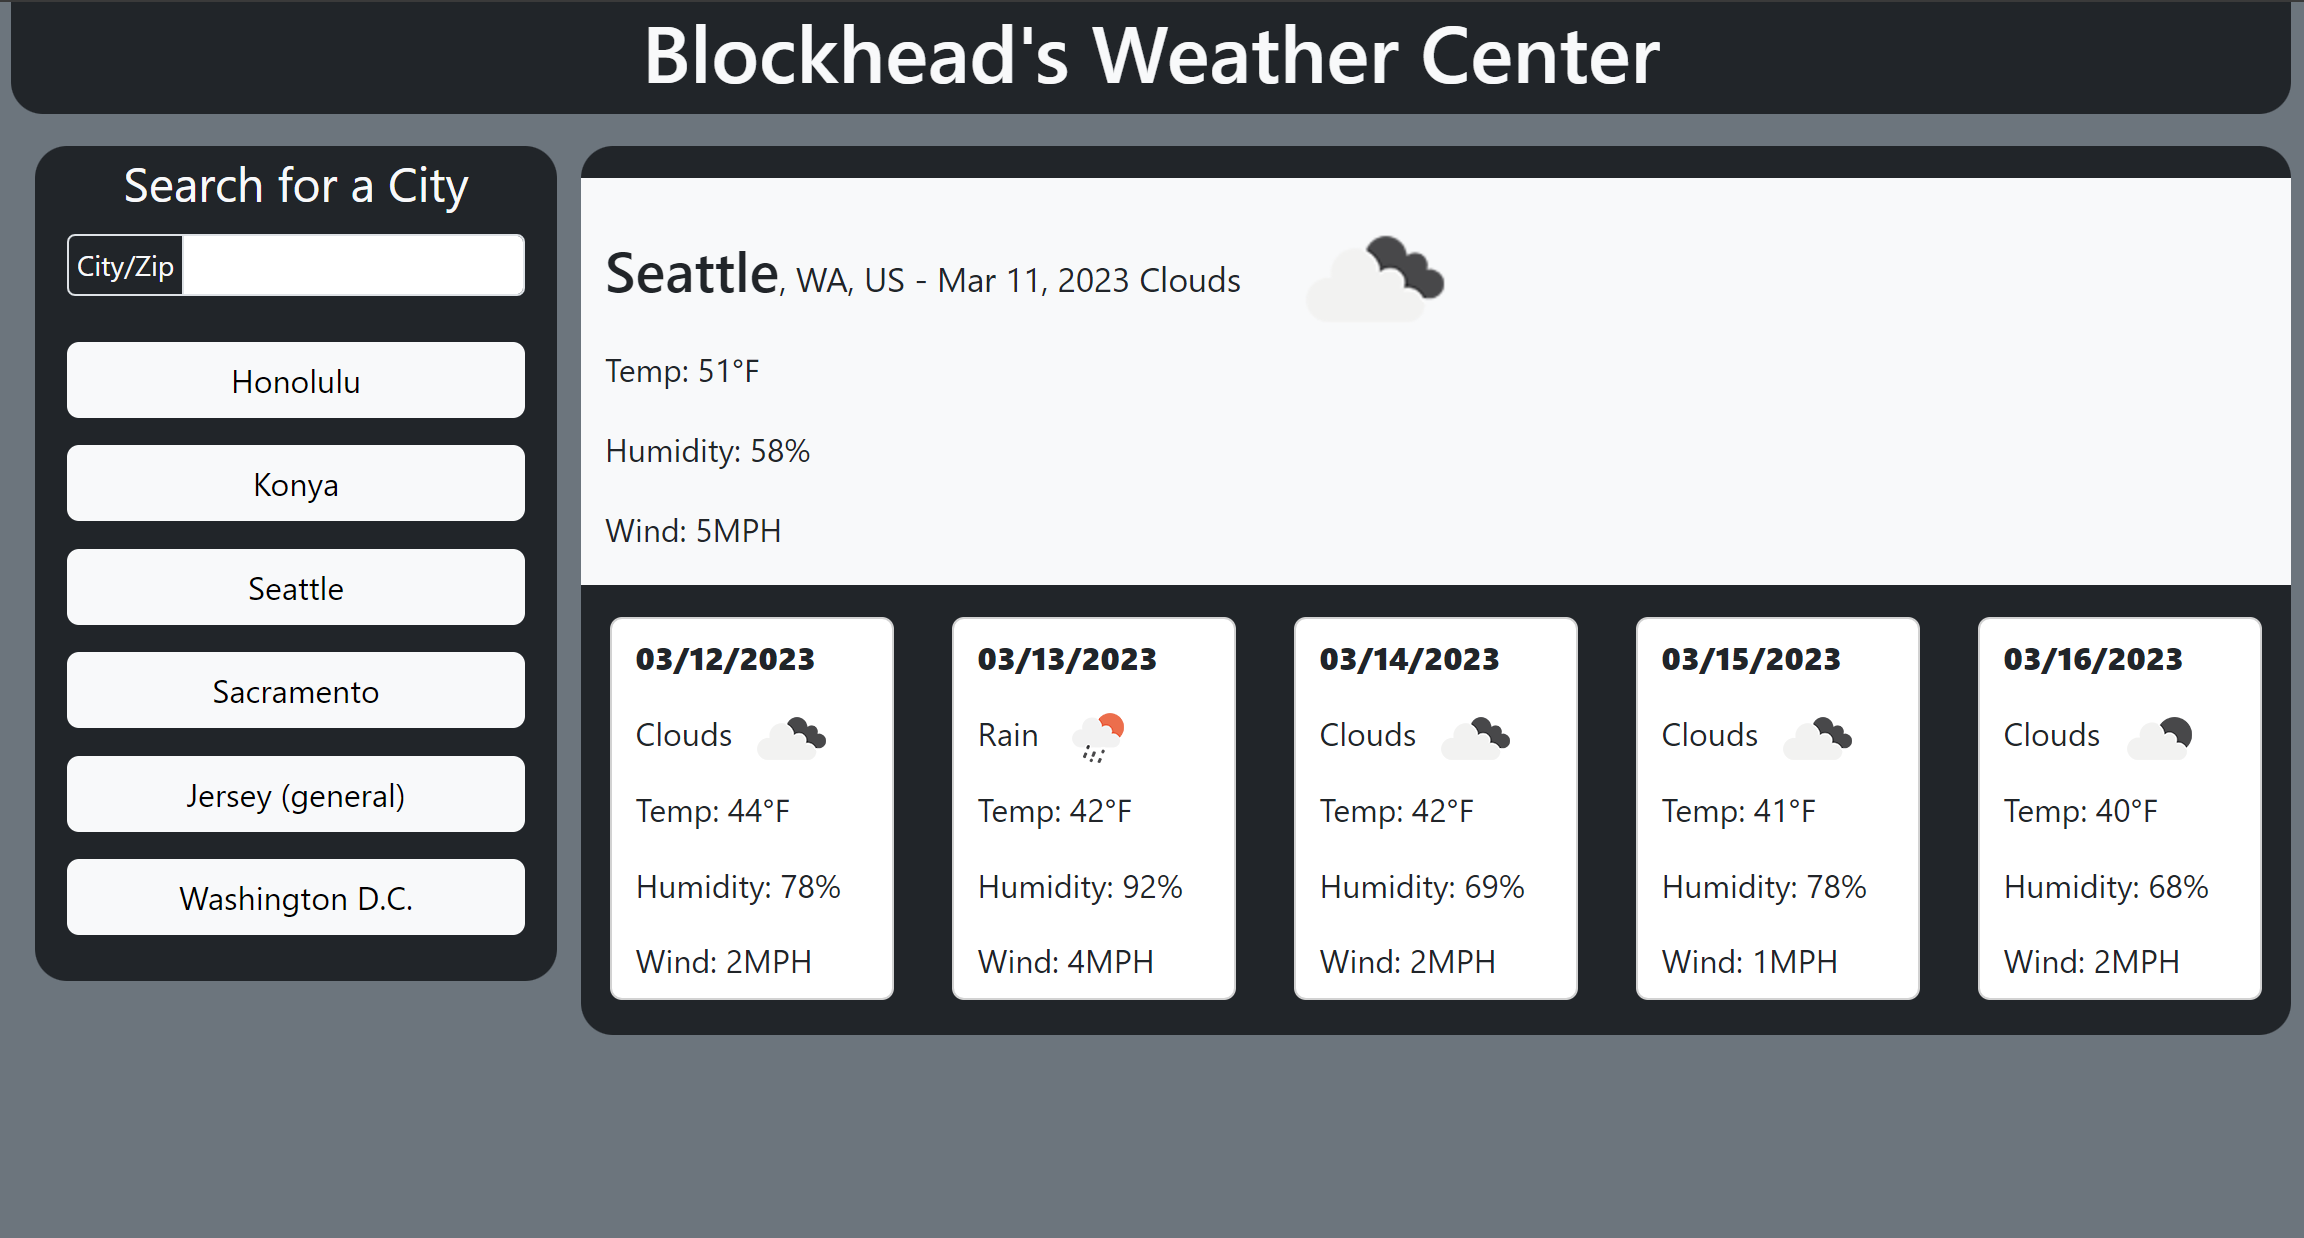 Blockhead's Weather Center
Search for a City
City/Zip
Honolulu
Konya
Seattle
Sacramento
Jersey (general)
Washington D.C.
Seattle, WA, US - Mar 11, 2023 Clouds
Temp: 51°F
Humidity: 58%
Wind: 5MPH
03/12/2023
Clouds
Temp: 44°F
Humidity: 78%
Wind: 2MPH
03/13/2023
Rain
Temp: 42°F
Humidity: 92%
Wind: 4MPH
03/14/2023
Clouds
Temp: 42°F
Humidity: 69%
Wind: 2MPH
03/15/2023
Clouds
Temp: 41°F
Humidity: 78%
Wind: 1MPH
03/16/2023
Clouds
Temp: 40°F
Humidity: 68%
Wind: 2MPH